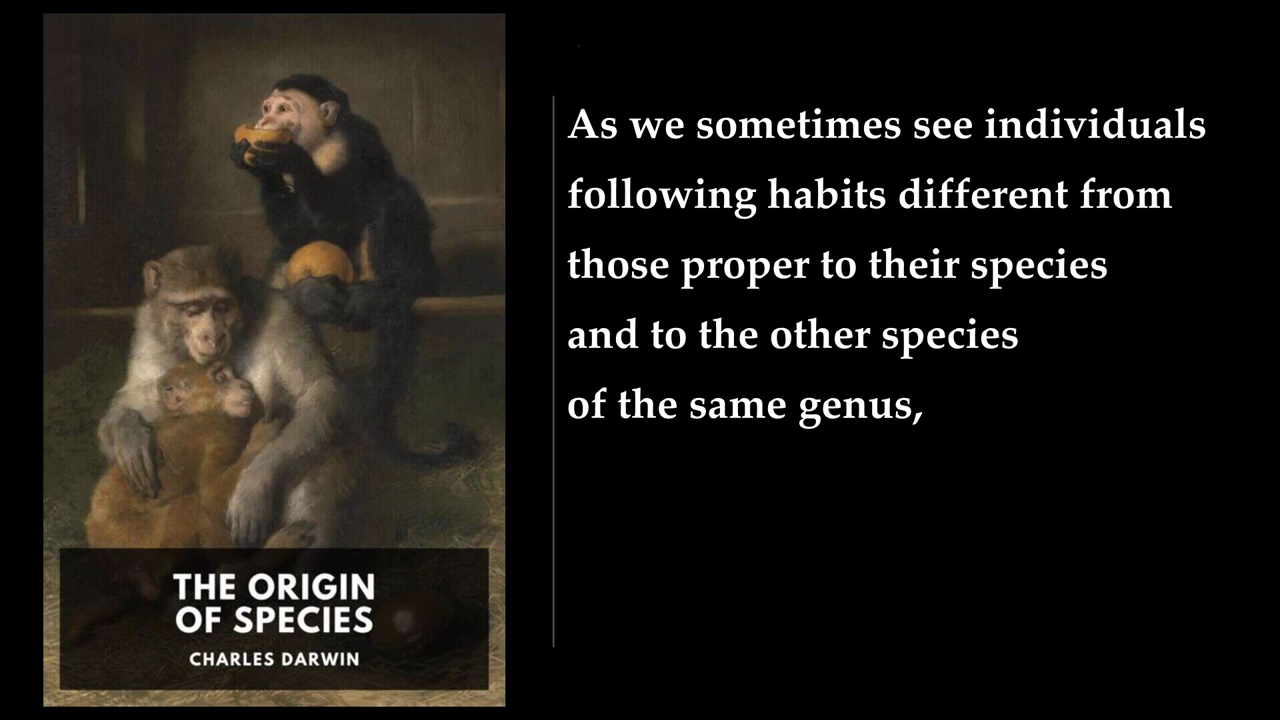 As we sometimes see individuals
following habits different from
those proper to their species
and to the other species
of the same genus,
THE ORIGIN
OF SPECIES
CHARLES DARWIN